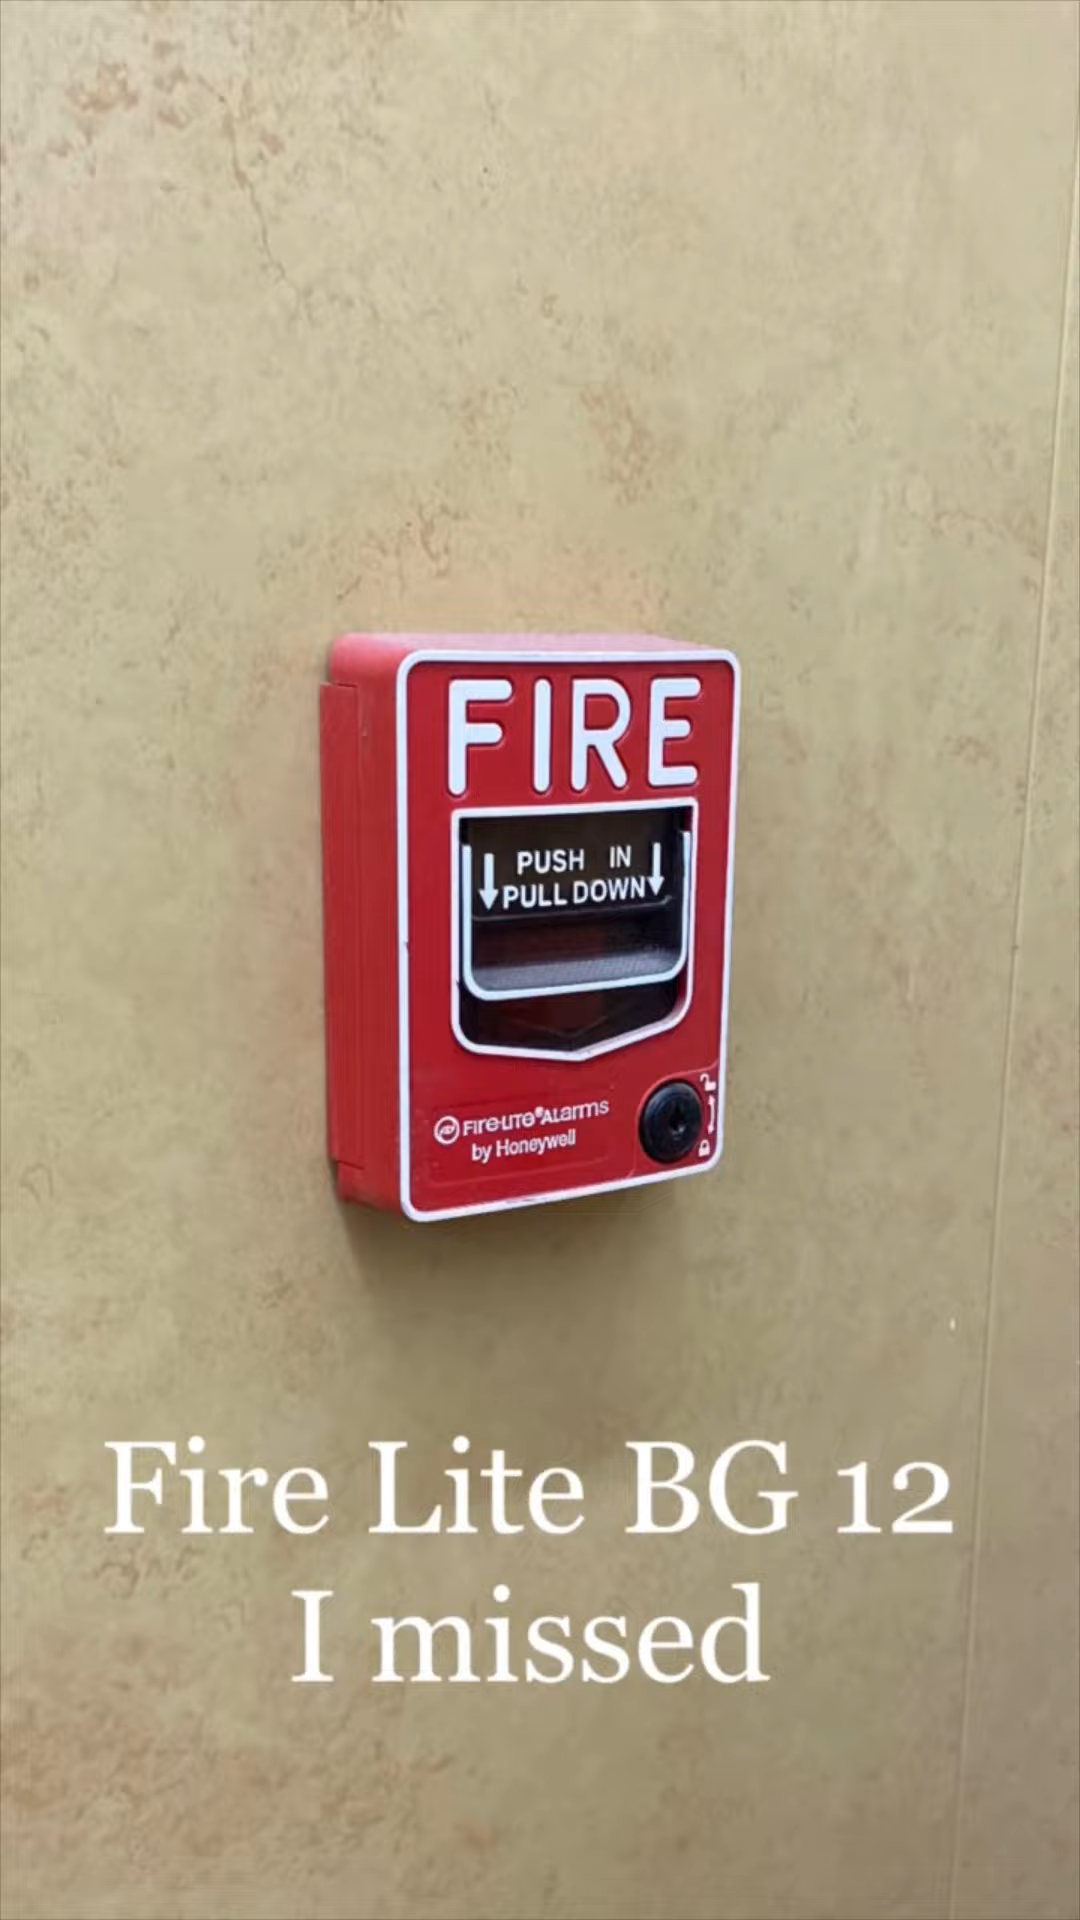 FIRE
PUSH IN
PULL DOWN
FIRE-LITE® ALARMS
by Honeywell
Fire Lite BG 12
I missed